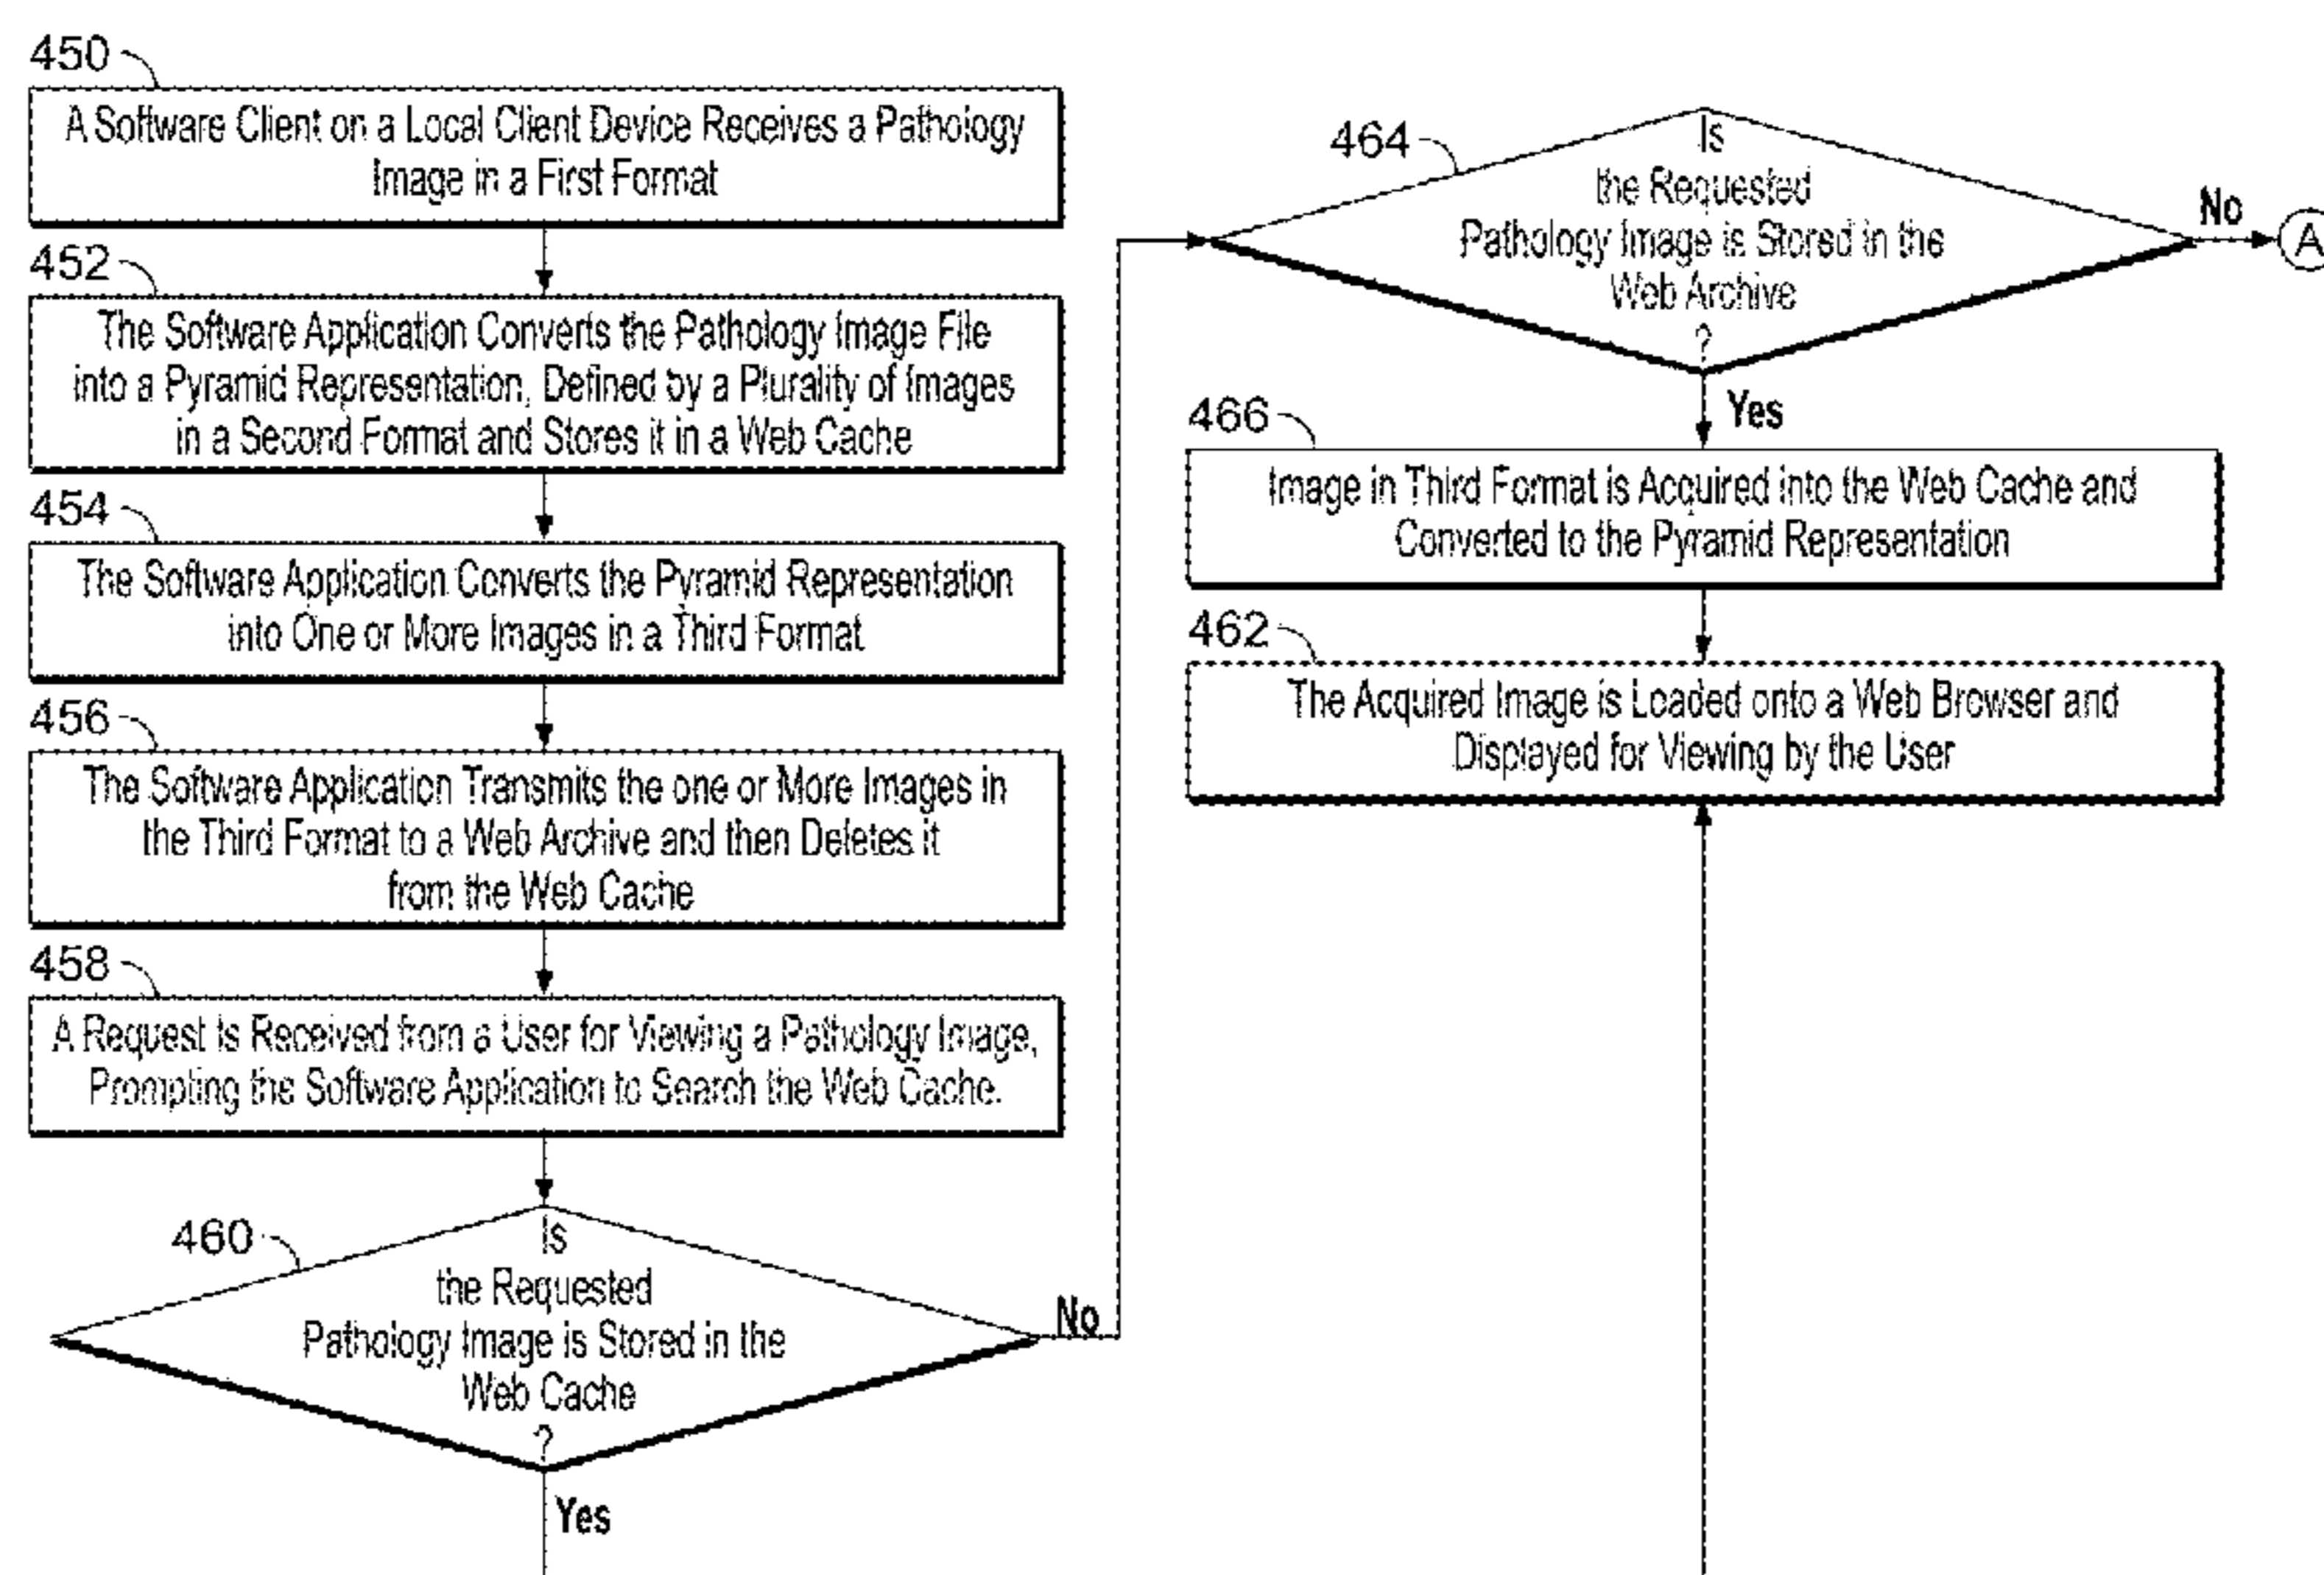 450
A Software Client on a Local Client Device Receives a Pathology
Image in a First Format
452
The Software Application Converts the Pathology Image File
into a Pyramid Representation, Defined by a Plurality of Images
in a Second Format and Stores it in a Web Cache
454
The Software Application Converts the Pyramid Representation
into One or More Images in a Third Format
456
The Software Application Transmits the one or More Images in
the Third Format to a Web Archive and then Deletes it
from the Web Cache
458
A Request is Received from a User for Viewing a Pathology Image,
Prompting the Software Application to Search the Web Cache.
460
Is
the Requested
Pathology Image is Stored in the
Web Cache
?
No
Yes
464
Is
the Requested
Pathology Image is Stored in the
Web Archive
?
No
A
Yes
466
Image in Third Format is Acquired into the Web Cache and
Converted to the Pyramid Representation
462
The Acquired Image is Loaded onto a Web Browser and
Displayed for Viewing by the User